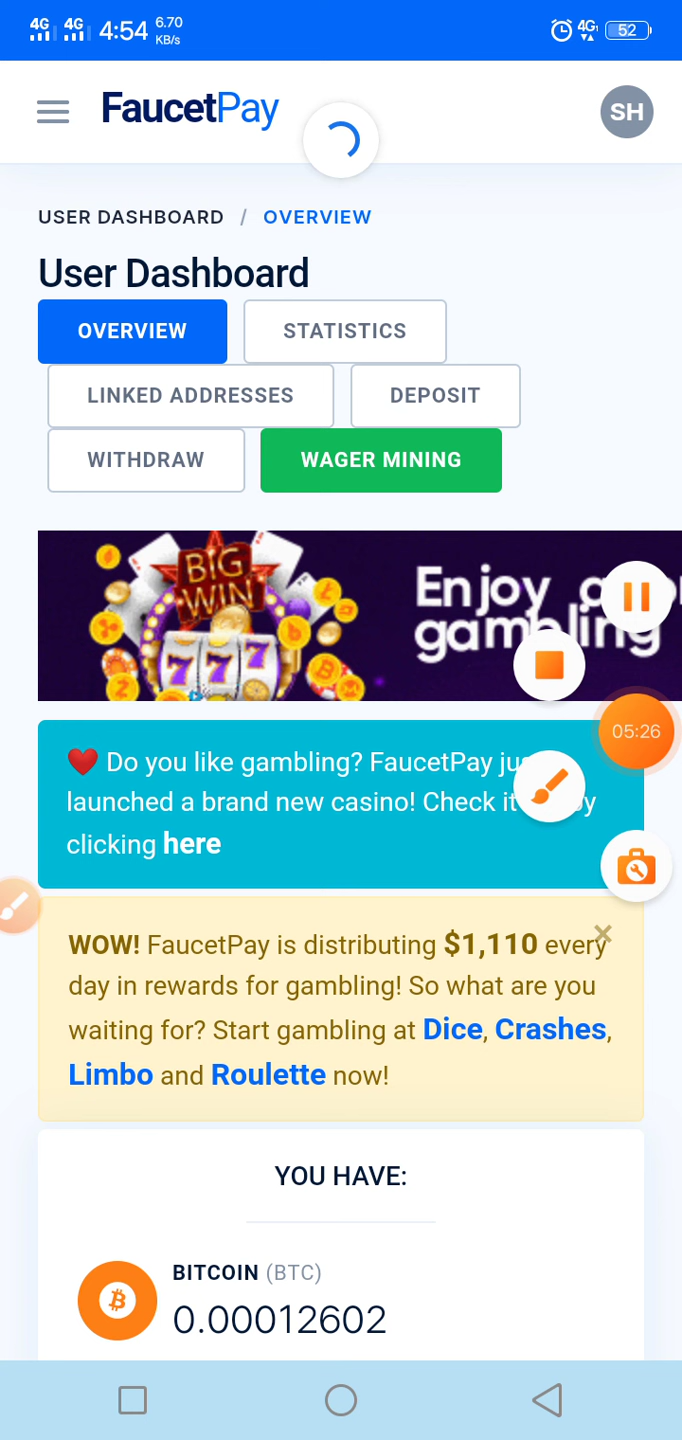 4G 4G 4:54 6.70 KB/s 4G 52
FaucetPay SH
USER DASHBOARD / OVERVIEW
User Dashboard
OVERVIEW STATISTICS
LINKED ADDRESSES DEPOSIT
WITHDRAW WAGER MINING
BIG
WIN
777
Enjoy
gambling
05:26
Do you like gambling? FaucetPay
launched a brand new casino! Check it
clicking here
WOW! FaucetPay is distributing $1,110 every
day in rewards for gambling! So what are you
waiting for? Start gambling at Dice, Crashes,
Limbo and Roulette now!
YOU HAVE:
BITCOIN (BTC)
0.00012602